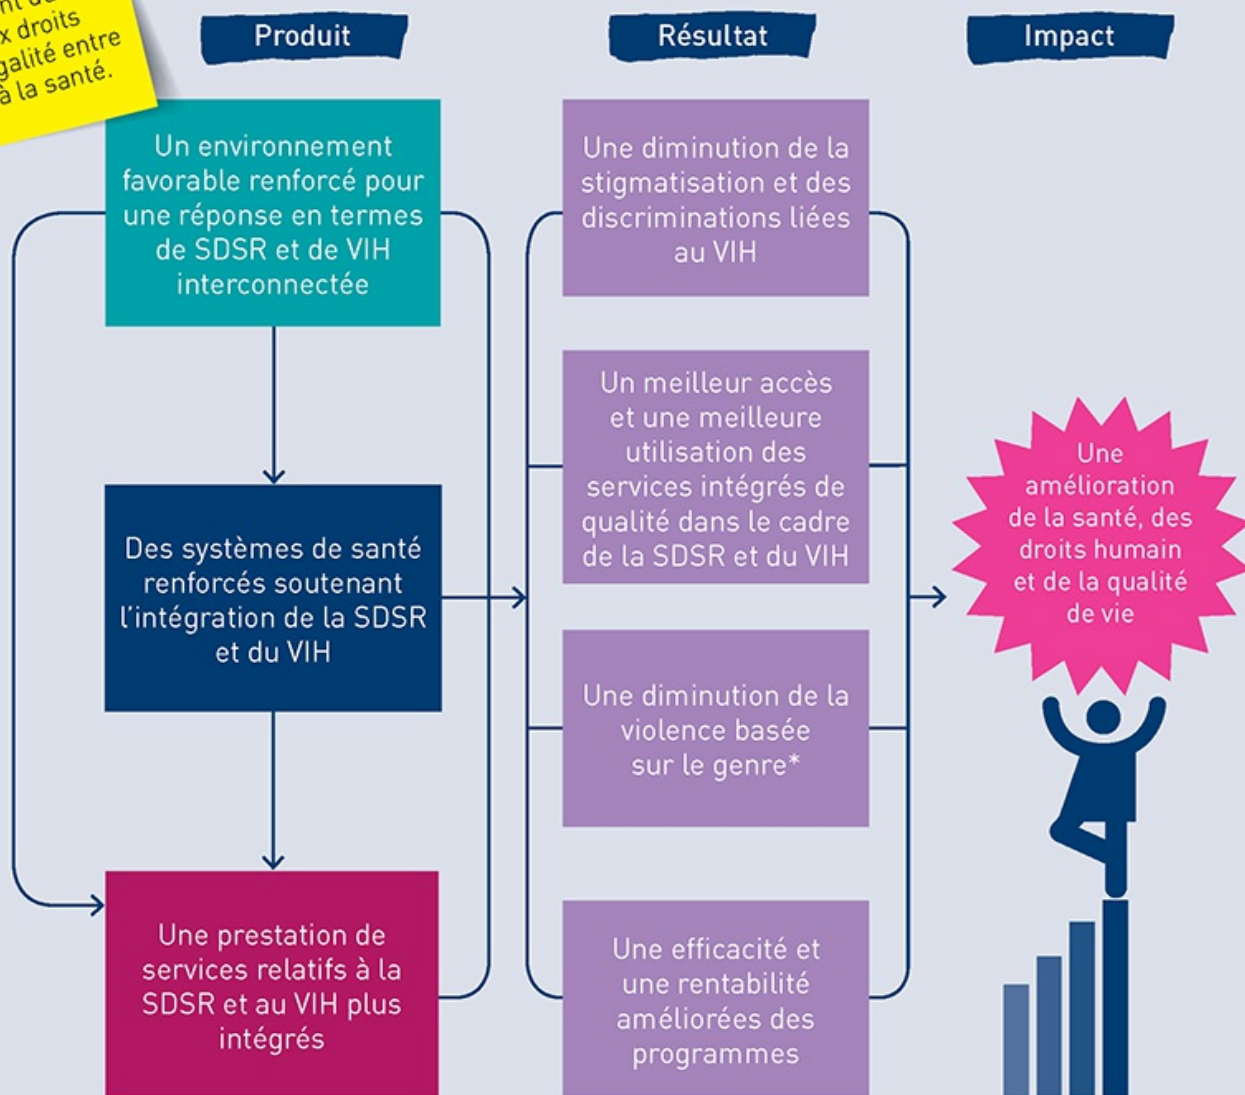 x droits
galité entre
à la santé.
Produit
Résultat
Impact
Un environnement
favorable renforcé pour
une réponse en termes
de SDSR et de VIH
interconnectée
Des systèmes de santé
renforcés soutenant
l'intégration de la SDSR
et du VIH
Une prestation de
services relatifs à la
SDSR et au VIH plus
intégrés
Une diminution de la
stigmatisation et des
discriminations liées
au VIH
Un meilleur accès
et une meilleure
utilisation des
services intégrés de
qualité dans le cadre
de la SDSR et du VIH
Une diminution de la
violence basée
sur le genre*
Une efficacité et
une rentabilité
améliorées des
programmes
Une
amélioration
de la santé, des
droits humain
et de la qualité
de vie